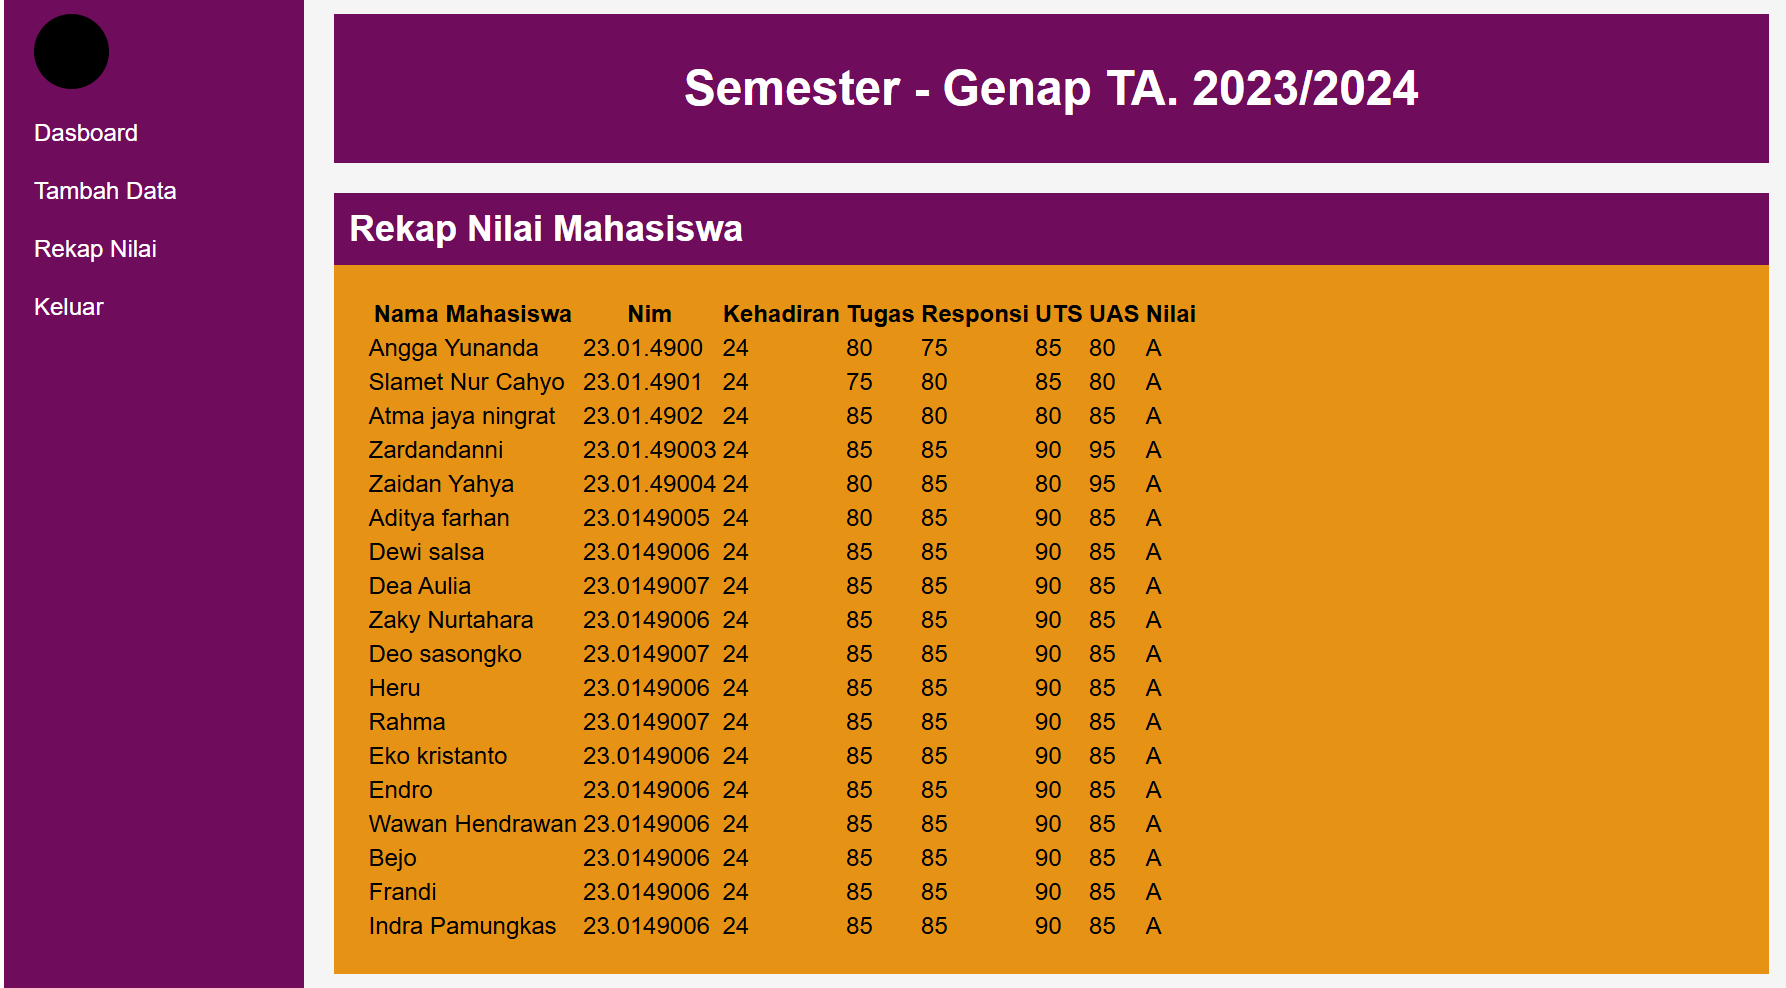 Dasboard
Tambah Data
Rekap Nilai
Keluar
Semester - Genap TA. 2023/2024
Rekap Nilai Mahasiswa
Nama Mahasiswa Nim Kehadiran Tugas Responsi UTS UAS Nilai
Angga Yunanda 23.01.4900 24 80 75 85 80 A
Slamet Nur Cahyo 23.01.4901 24 75 80 85 80 A
Atma jaya ningrat 23.01.4902 24 85 80 80 85 A
Zardandanni 23.01.49003 24 85 85 90 95 A
Zaidan Yahya 23.01.49004 24 80 85 80 95 A
Aditya farhan 23.0149005 24 80 85 90 85 A
Dewi salsa 23.0149006 24 85 85 90 85 A
Dea Aulia 23.0149007 24 85 85 90 85 A
Zaky Nurtahara 23.0149006 24 85 85 90 85 A
Deo sasongko 23.0149007 24 85 85 90 85 A
Heru 23.0149006 24 85 85 90 85 A
Rahma 23.0149007 24 85 85 90 85 A
Eko kristanto 23.0149006 24 85 85 90 85 A
Endro 23.0149006 24 85 85 90 85 A
Wawan Hendrawan 23.0149006 24 85 85 90 85 A
Bejo 23.0149006 24 85 85 90 85 A
Frandi 23.0149006 24 85 85 90 85 A
Indra Pamungkas 23.0149006 24 85 85 90 85 A